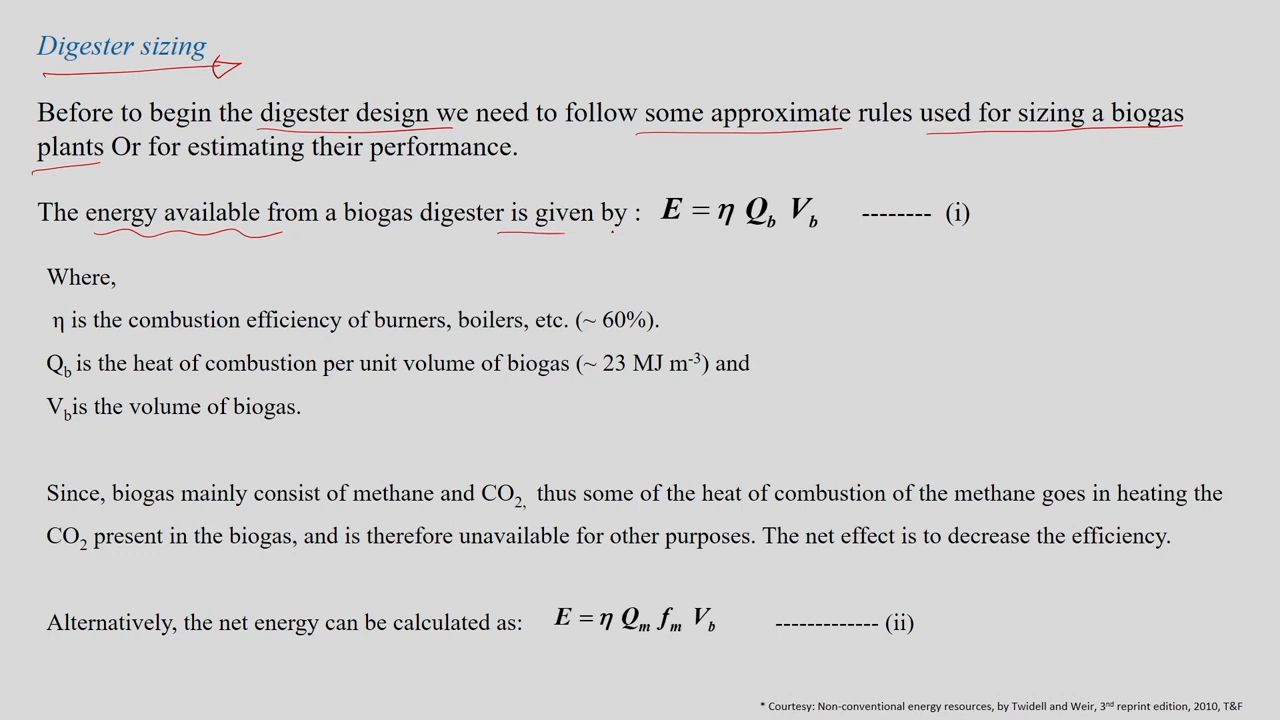 Digester sizing
Before to begin the digester design we need to follow some approximate rules used for sizing a biogas
plants Or for estimating their performance.
The energy available from a biogas digester is given by : E = η Q_b V_b -------- (i)
Where,
η is the combustion efficiency of burners, boilers, etc. (~ 60%).
Q_b is the heat of combustion per unit volume of biogas (~ 23 MJ m⁻³) and
V_b is the volume of biogas.
Since, biogas mainly consist of methane and CO₂, thus some of the heat of combustion of the methane goes in heating the
CO₂ present in the biogas, and is therefore unavailable for other purposes. The net effect is to decrease the efficiency.
Alternatively, the net energy can be calculated as: E = η Q_m f_m V_b ------------- (ii)
* Courtesy: Non-conventional energy resources, by Twidell and Weir, 3rd reprint edition, 2010, T&F